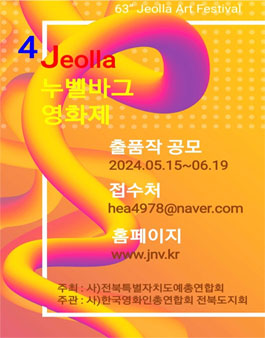 63" Jeolla Art Festival
4 Jeolla
누벨바그
영화제
출품작 공모
2024.05.15~06.19
접수처
hea4978@naver.com
홈페이지
www.jnv.kr
주최 : 사)전북특별자치도예총연합회
주관 : 사)한국영화인총연합회 전북도지회